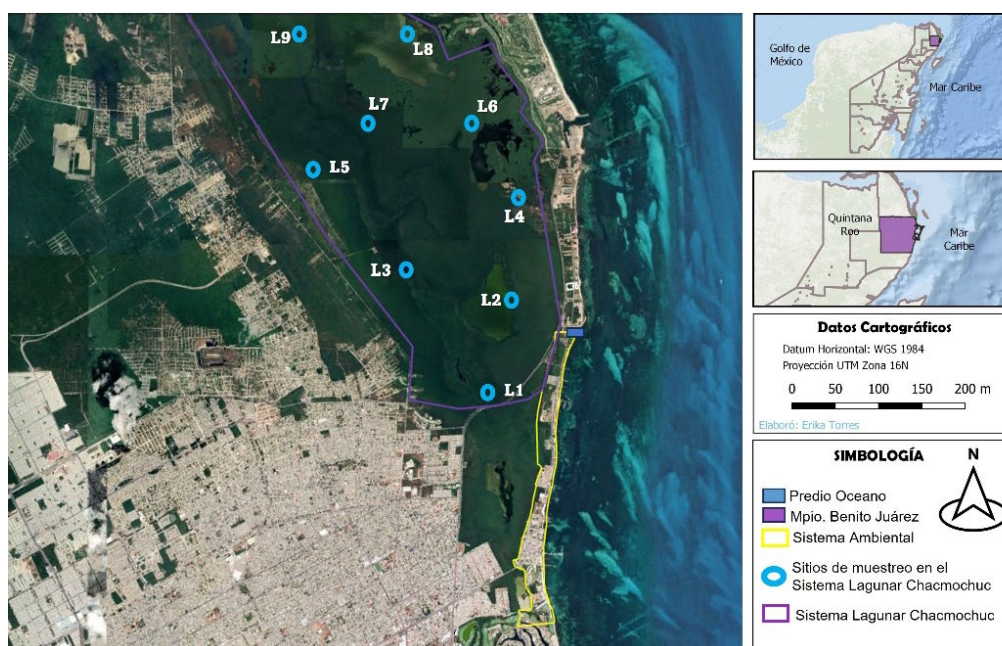 L9
L8
L7
L6
L5
L4
L3
L2
L1
Golfo de
México
Mar Caribe
Quintana
Roo
Mar
Caribe
Datos Cartográficos
Datum Horizontal: WGS 1984
Proyección UTM Zona 16N
0 50 100 150 200 m
Elaboró: Erika Torres
SIMBOLOGÍA
N
Predio Oceano
Mpio. Benito Juárez
Sistema Ambiental
Sitios de muestreo en el
Sistema Lagunar Chacmochuc
Sistema Lagunar Chacmochuc